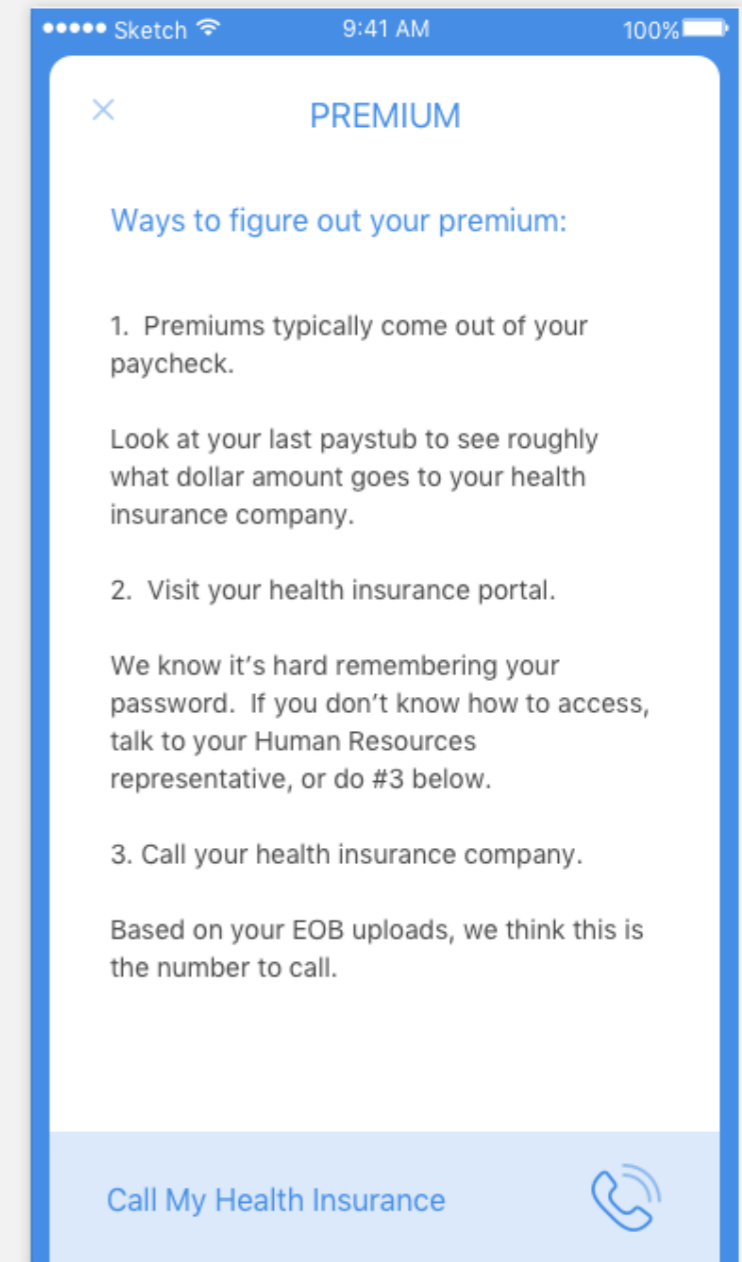 Sketch 9:41 AM 100%
PREMIUM
Ways to figure out your premium:
1.  Premiums typically come out of your
paycheck.
Look at your last paystub to see roughly
what dollar amount goes to your health
insurance company.
2.  Visit your health insurance portal.
We know it’s hard remembering your
password.  If you don’t know how to access,
talk to your Human Resources
representative, or do #3 below.
3. Call your health insurance company.
Based on your EOB uploads, we think this is
the number to call.
Call My Health Insurance